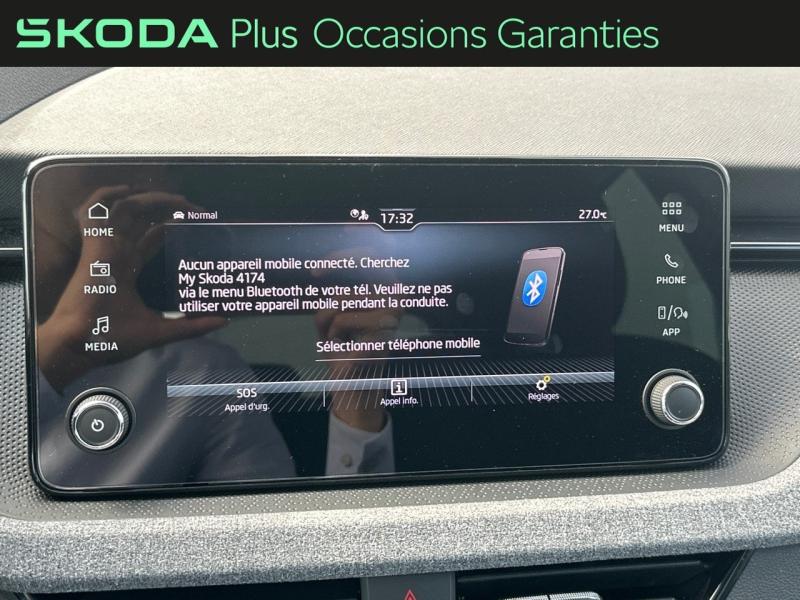 SKODA Plus Occasions Garanties
Normal
17:32
27.0°C
HOME
RADIO
MEDIA
MENU
PHONE
APP
Aucun appareil mobile connecté. Cherchez
My Skoda 4174
via le menu Bluetooth de votre tél. Veuillez ne pas
utiliser votre appareil mobile pendant la conduite.
Sélectionner téléphone mobile
SOS
Appel d'urg.
Appel info.
Réglages